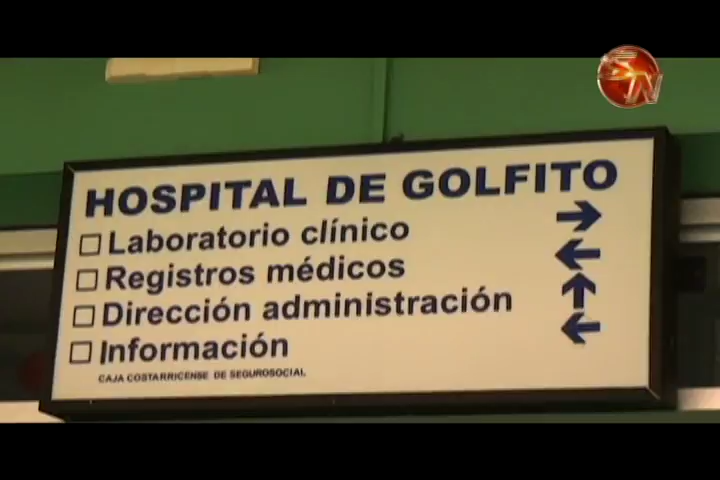 HOSPITAL DE GOLFITO
Laboratorio clínico
Registros médicos
Dirección administración
Información
CAJA COSTARRICENSE DE SEGUROSOCIAL